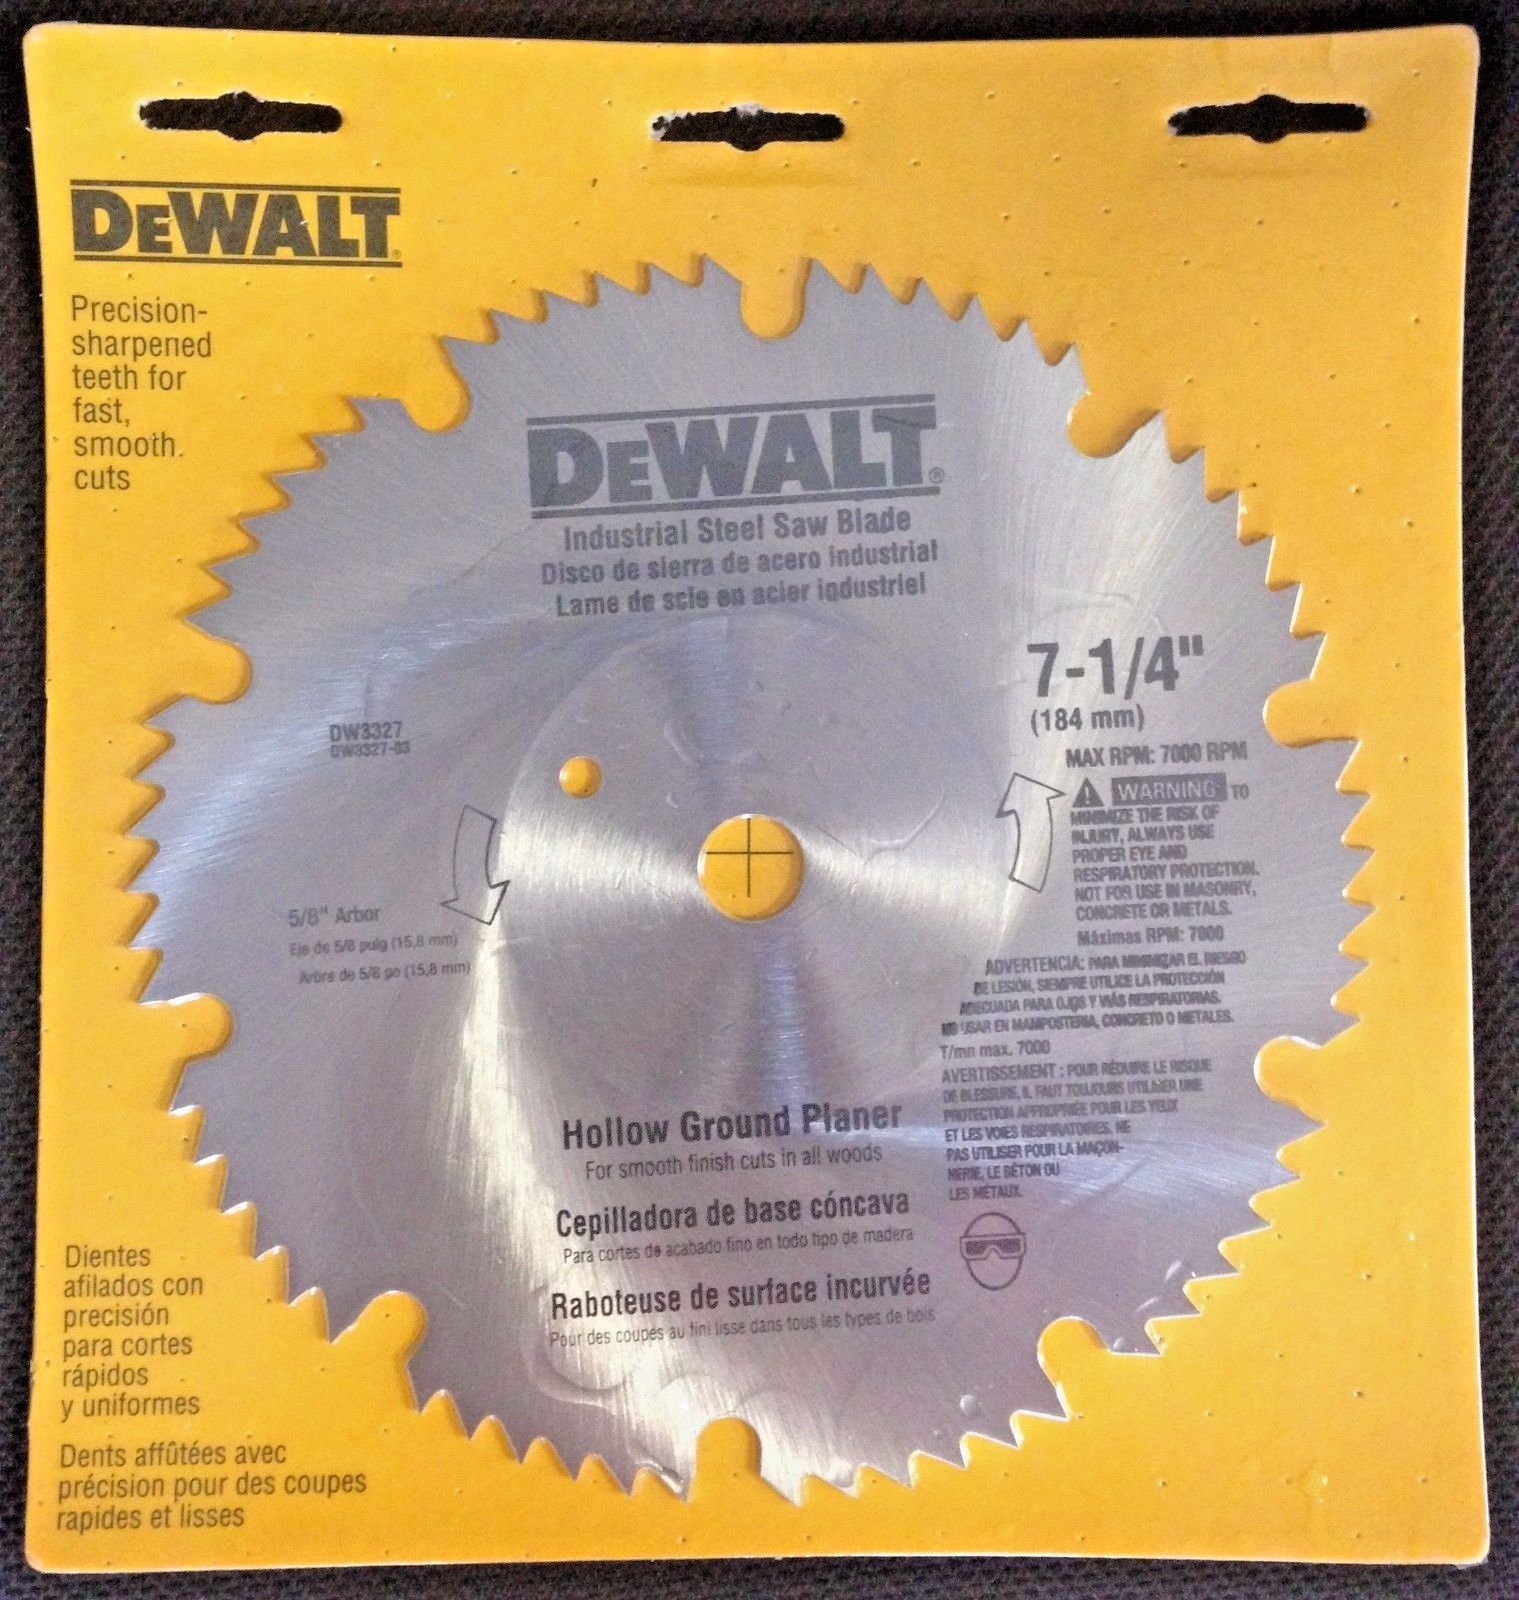 DEWALT
Precision-
sharpened
teeth for
fast,
smooth.
cuts
DEWALT®
Industrial Steel Saw Blade
Disco de sierra de acero industrial
Lame de scie en acier industriel
7-1/4"
(184 mm)
MAX RPM: 7000 RPM
WARNING: TO
MINIMIZE THE RISK OF
INJURY, ALWAYS USE
PROPER EYE AND
RESPIRATORY PROTECTION.
NOT FOR USE IN MASONRY,
CONCRETE OR METALS.
Máximas RPM: 7000
ADVERTENCIA: PARA MINIMIZAR EL RIESGO
DE LESIÓN, SIEMPRE UTILICE LA PROTECCIÓN
ADECUADA PARA OJOS Y VIAS RESPIRATORIAS.
NO USAR EN MAMPOSTERIA, CONCRETO O METALES.
T/mn max. 7000
AVERTISSEMENT : POUR RÉDUIRE LE RISQUE
DE BLESSURE, IL FAUT TOUJOURS UTILISER UNE
PROTECTION APPROPRIÉE POUR LES YEUX
ET LES VOIES RESPIRATOIRES. NE
PAS UTILISER POUR LA MAÇON-
NERIE, LE BÉTON OU
LES MÉTAUX.
DW3327
DW3327-03
5/8" Arbor
Eje de 5/8 pulg (15,8 mm)
Arbre de 5/8 po (15,8 mm)
Hollow Ground Planer
For smooth finish cuts in all woods
Cepilladora de base cóncava
Para cortes de acabado fino en todo tipo de madera
Raboteuse de surface incurvée
Pour des coupes au fini lisse dans tous les types de bois
Dientes
afilados con
precisión
para cortes
rápidos
y uniformes
Dents affûtées avec
précision pour des coupes
rapides et lisses